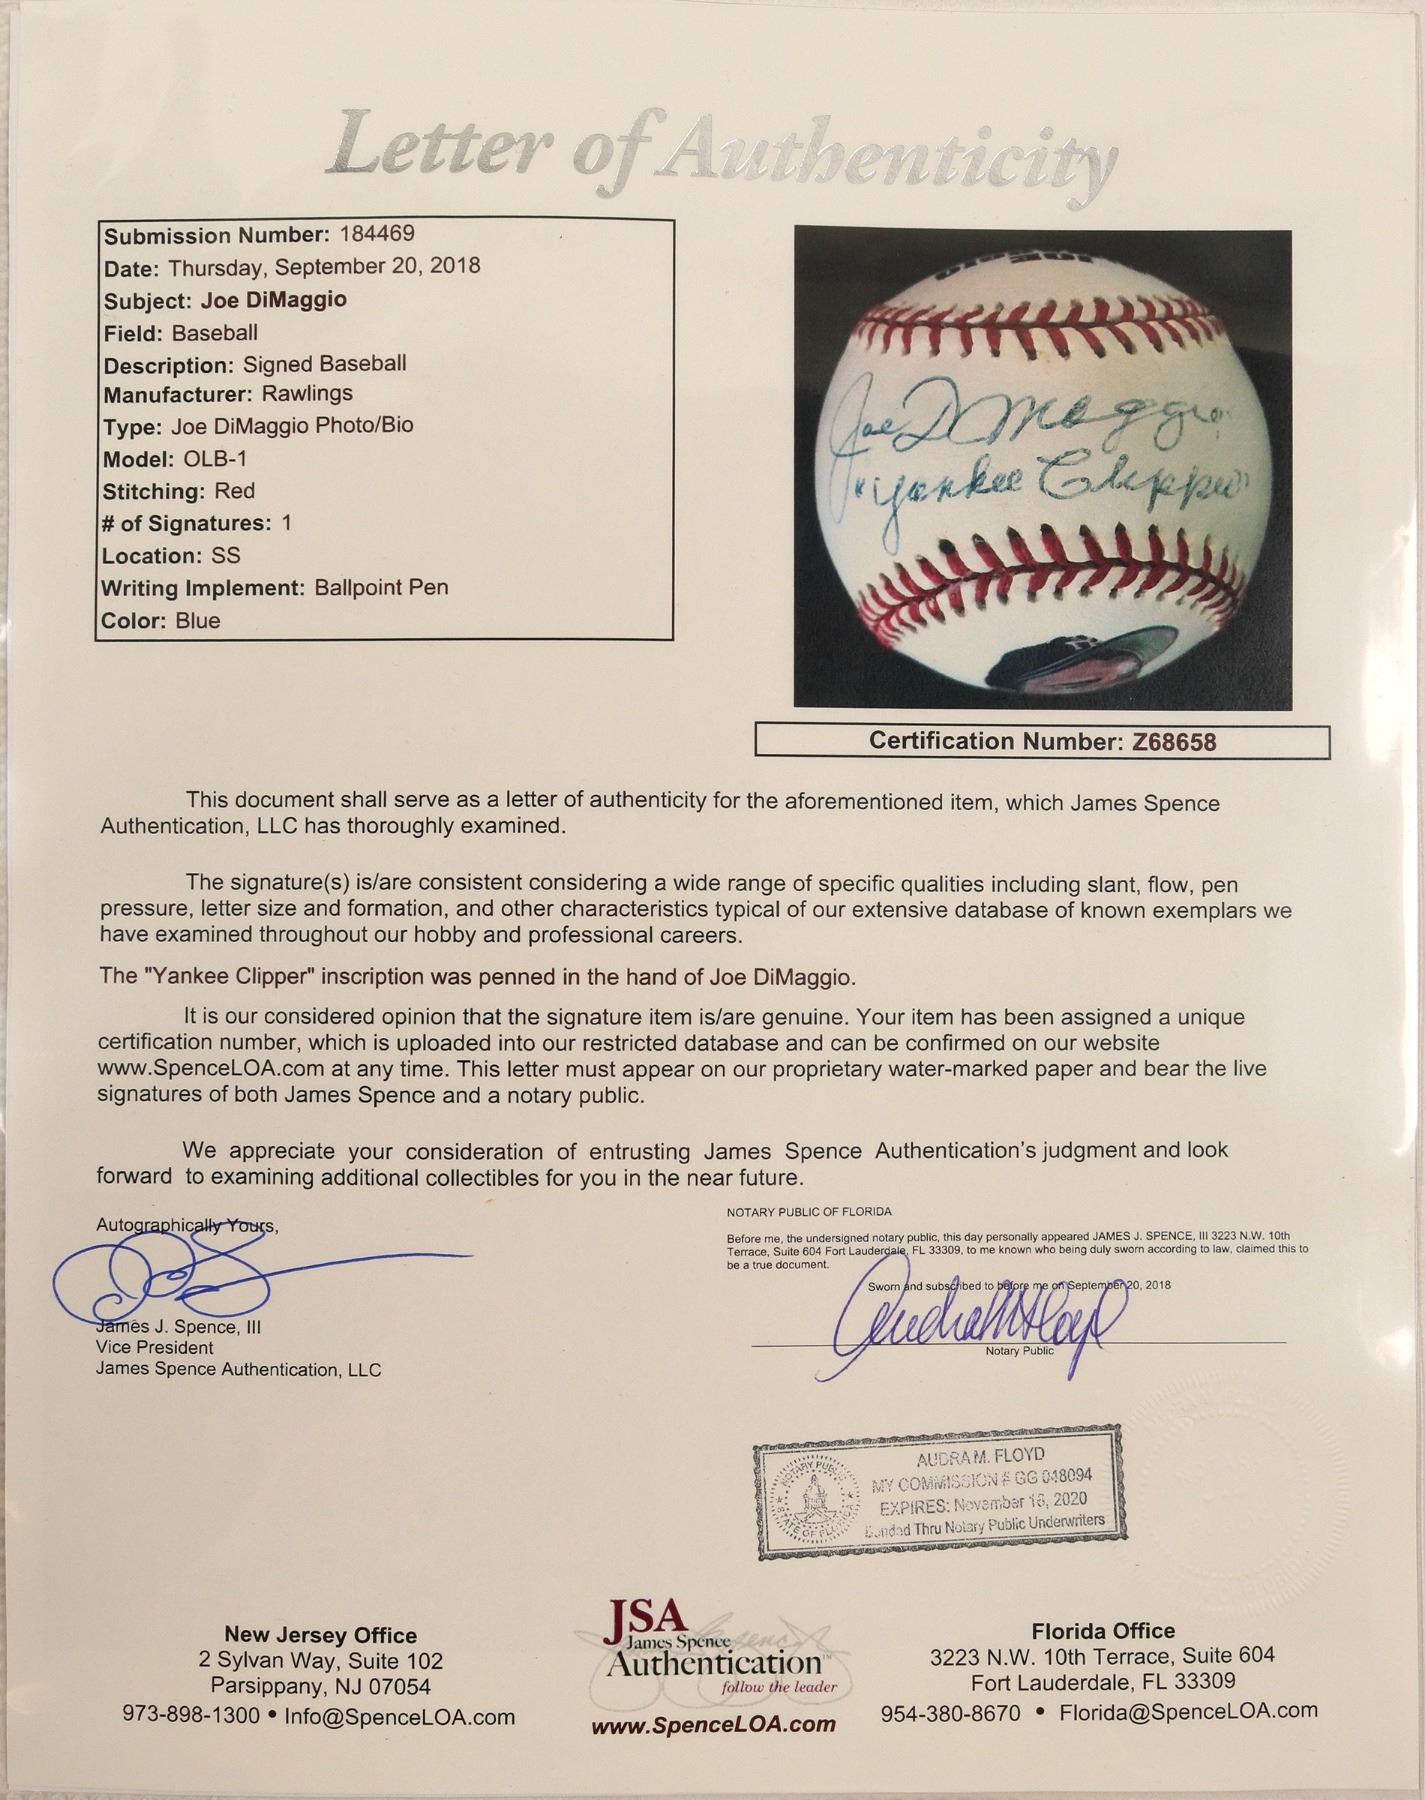 Letter of Authenticity
Submission Number: 184469
Date: Thursday, September 20, 2018
Subject: Joe DiMaggio
Field: Baseball
Description: Signed Baseball
Manufacturer: Rawlings
Type: Joe DiMaggio Photo/Bio
Model: OLB-1
Stitching: Red
# of Signatures: 1
Location: SS
Writing Implement: Ballpoint Pen
Color: Blue
Joe DiMaggio
"Yankee Clipper"
Certification Number: Z68658
This document shall serve as a letter of authenticity for the aforementioned item, which James Spence
Authentication, LLC has thoroughly examined.
The signature(s) is/are consistent considering a wide range of specific qualities including slant, flow, pen
pressure, letter size and formation, and other characteristics typical of our extensive database of known exemplars we
have examined throughout our hobby and professional careers.
The "Yankee Clipper" inscription was penned in the hand of Joe DiMaggio.
It is our considered opinion that the signature item is/are genuine. Your item has been assigned a unique
certification number, which is uploaded into our restricted database and can be confirmed on our website
www.SpenceLOA.com at any time. This letter must appear on our proprietary water-marked paper and bear the live
signatures of both James Spence and a notary public.
We appreciate your consideration of entrusting James Spence Authentication's judgment and look
forward to examining additional collectibles for you in the near future.
Autographically Yours,
James J. Spence, III
Vice President
James Spence Authentication, LLC
NOTARY PUBLIC OF FLORIDA
Before me, the undersigned notary public, this day personally appeared JAMES J. SPENCE, III 3223 N.W. 10th
Terrace, Suite 604 Fort Lauderdale, FL 33309, to me known who being duly sworn according to law, claimed this to
be a true document.
Sworn and subscribed to before me on September 20, 2018
Audra M Floyd
Notary Public
NOTARY PUBLIC
STATE OF FLORIDA
AUDRA M. FLOYD
MY COMMISSION # GG 048094
EXPIRES: November 16, 2020
Bonded Thru Notary Public Underwriters
New Jersey Office
2 Sylvan Way, Suite 102
Parsippany, NJ 07054
973-898-1300 • Info@SpenceLOA.com
JSA
James Spence
Authentication™
follow the leader
www.SpenceLOA.com
Florida Office
3223 N.W. 10th Terrace, Suite 604
Fort Lauderdale, FL 33309
954-380-8670 • Florida@SpenceLOA.com